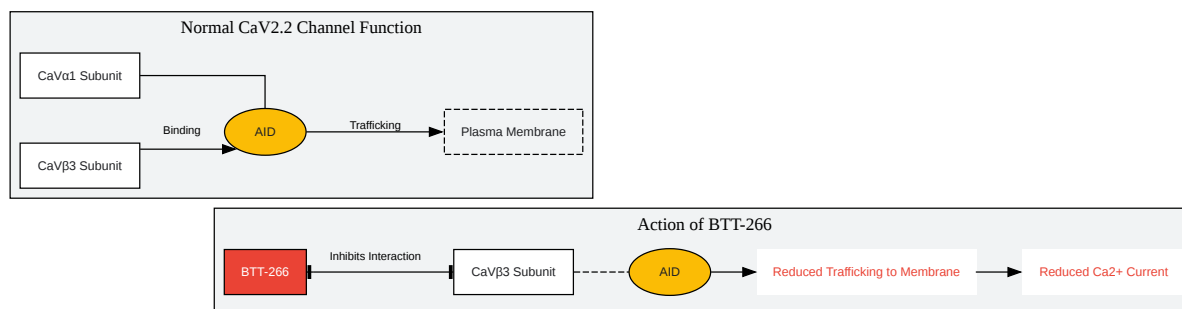 Normal CaV2.2 Channel Function
CaVα1 Subunit
Binding
AID
Trafficking
Plasma Membrane
CaVβ3 Subunit
Action of BTT-266
BTT-266
Inhibits Interaction
CaVβ3 Subunit
AID
Reduced Trafficking to Membrane
Reduced Ca2+ Current